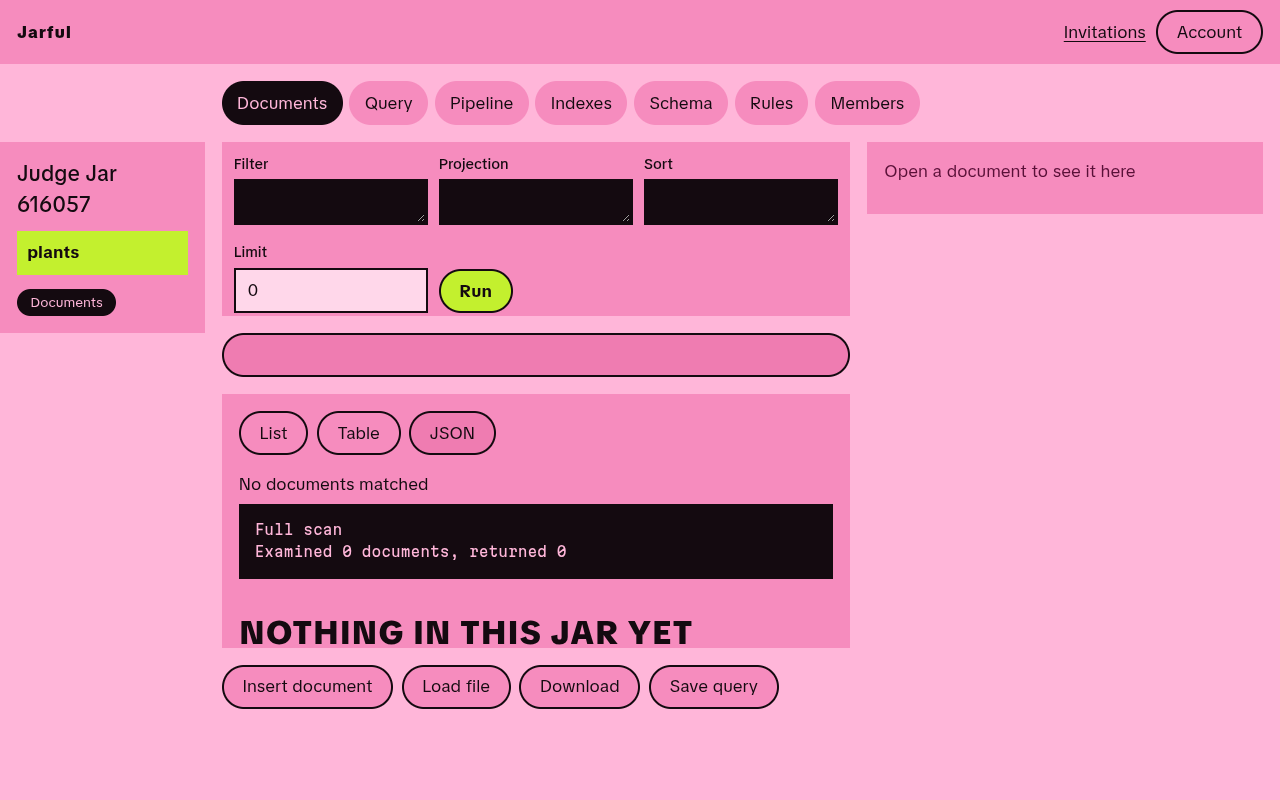 Jarful
Invitations
Account
Documents
Query
Pipeline
Indexes
Schema
Rules
Members
Judge Jar
616057
plants
Documents
Filter
Projection
Sort
Limit
0
Run
List
Table
JSON
No documents matched
Full scan
Examined 0 documents, returned 0
NOTHING IN THIS JAR YET
Insert document
Load file
Download
Save query
Open a document to see it here